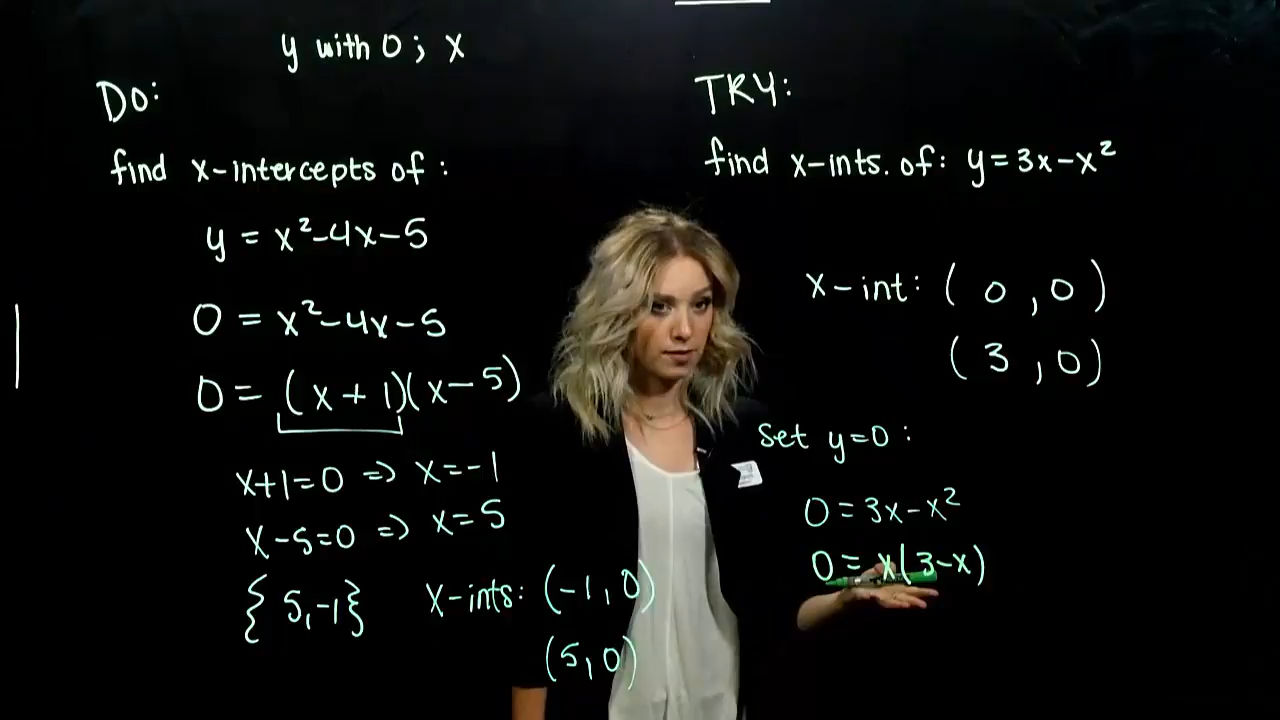 y with 0 ; x
Do:
find x-intercepts of :
y = x²-4x-5
0 = x²-4x-5
0 = (x + 1)(x-5)
x+1=0 => x=-1
x-5=0 => x=5
{5,-1}
x-ints: (-1,0)
(5,0)
TRY:
find x-ints. of: y=3x-x²
x-int: (0,0)
(3,0)
Set y=0 :
0=3x-x²
0=x(3-x)